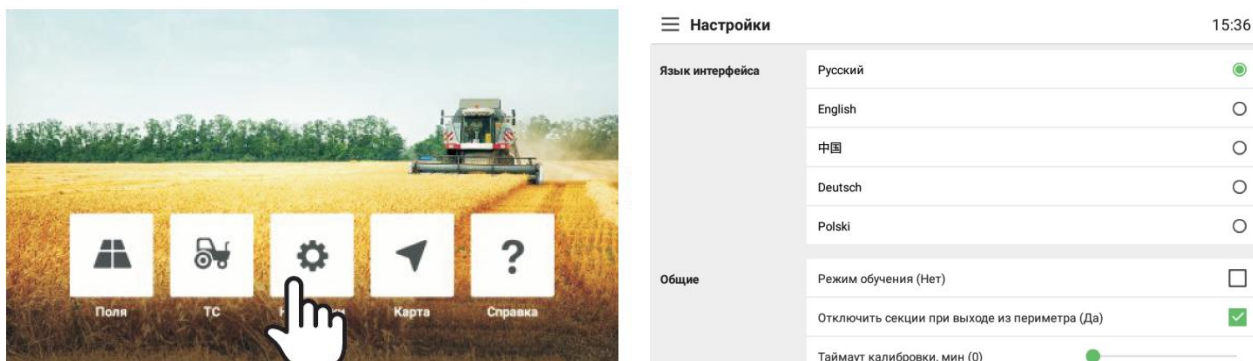 Поля
ТС
Карта
Справка
Настройки
15:36
Язык интерфейса
Русский
English
中国
Deutsch
Polski
Общие
Режим обучения (Нет)
Отключить секции при выходе из периметра (Да)
Таймаут калибровки, мин (0)